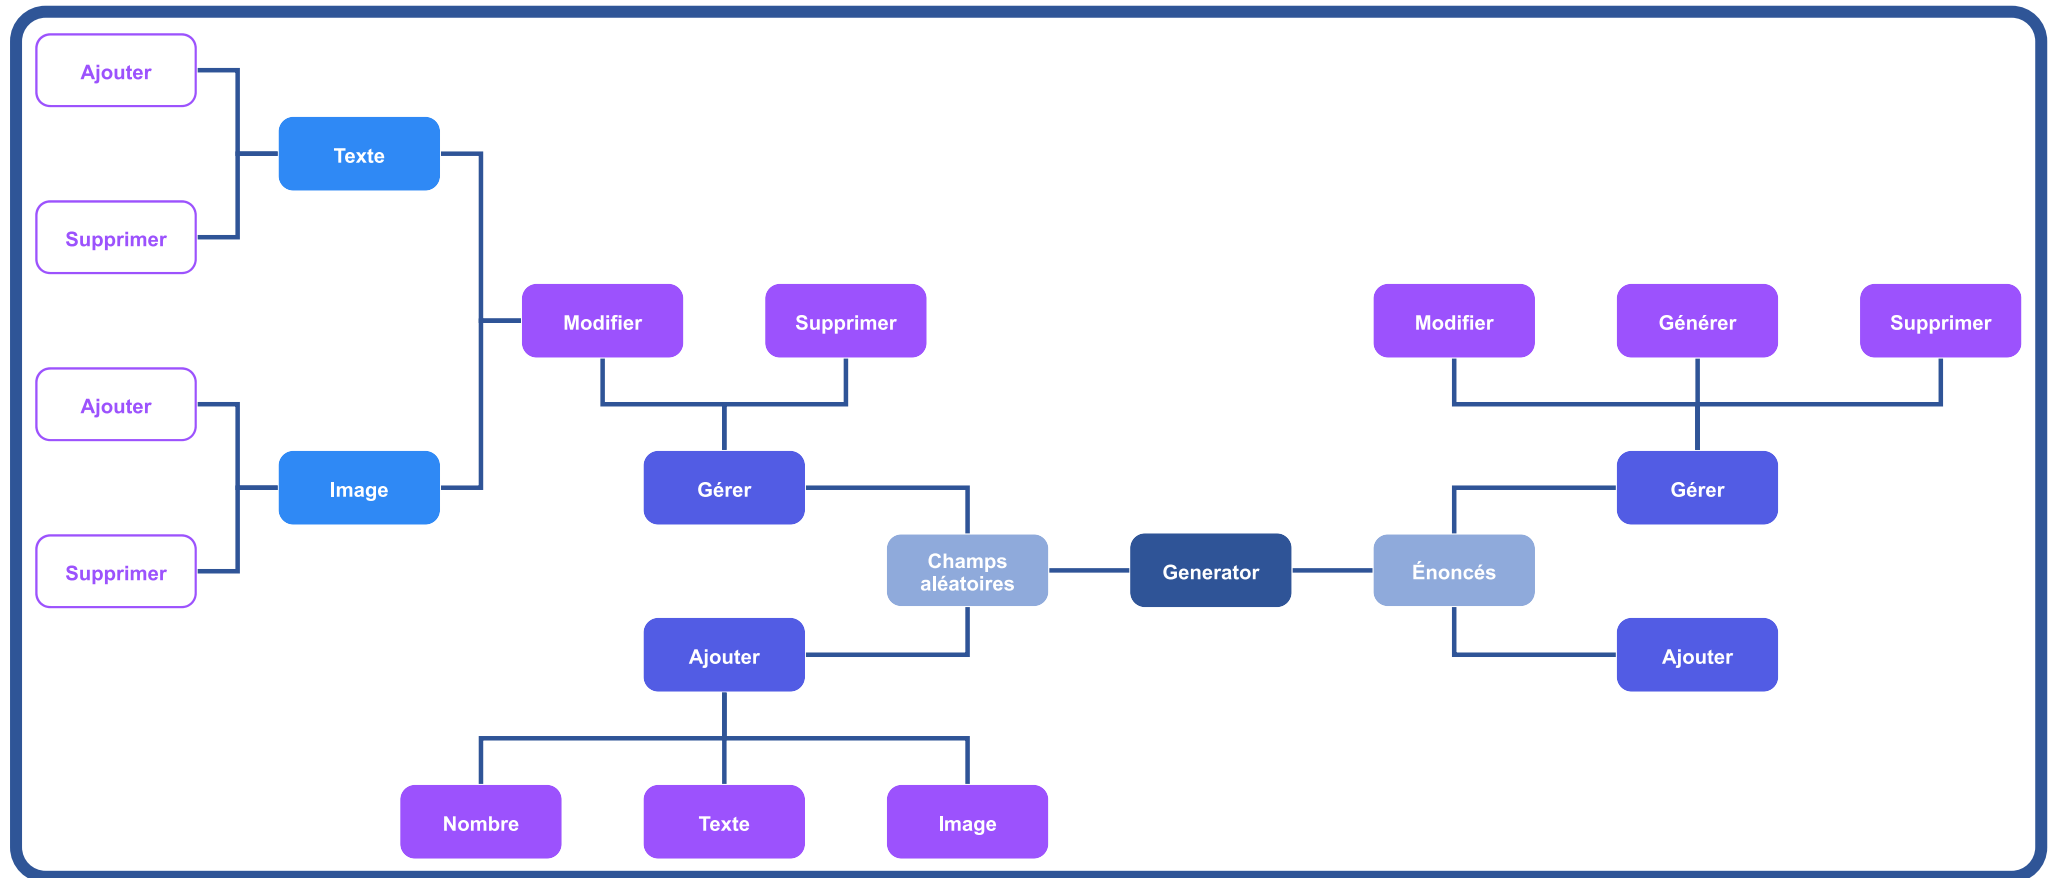 Ajouter
Texte
Supprimer
Modifier
Supprimer
Modifier
Générer
Supprimer
Ajouter
Image
Gérer
Gérer
Supprimer
Champs
aléatoires
Generator
Énoncés
Ajouter
Ajouter
Nombre
Texte
Image